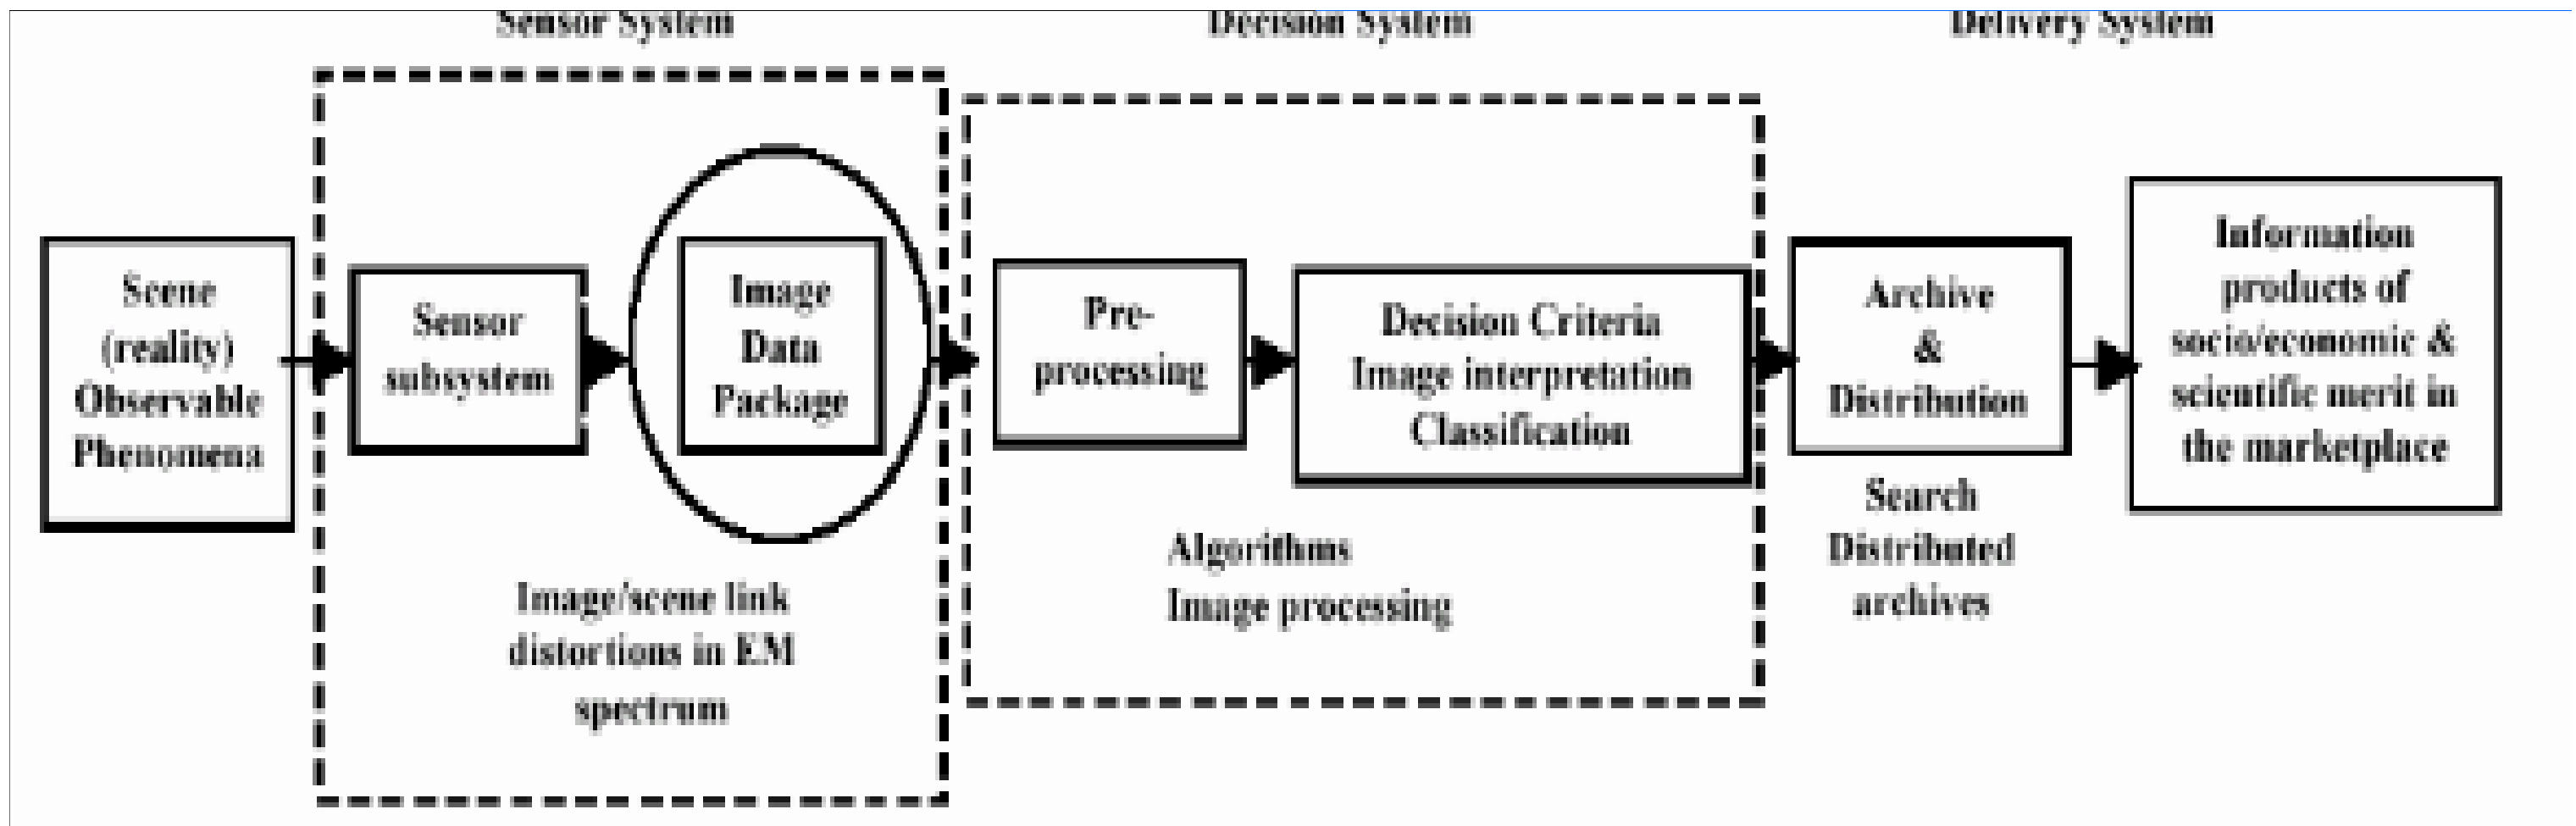 Sensor System
Decision System
Delivery System
Scene
(reality)
Observable
Phenomena
Sensor
subsystem
Image
Data
Package
Image/scene link
distortions in EM
spectrum
Pre-
processing
Decision Criteria
Image interpretation
Classification
Algorithms
Image processing
Archive
&
Distribution
Search
Distributed
archives
Information
products of
socio/economic &
scientific merit in
the marketplace